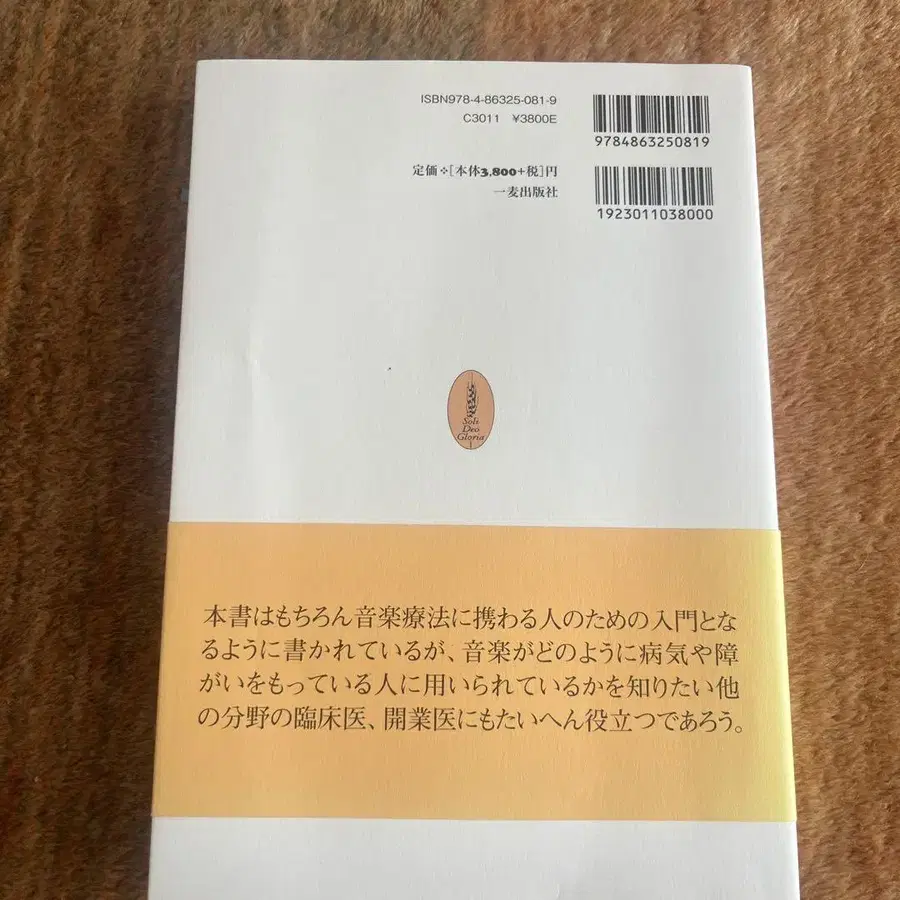 ISBN978-4-86325-081-9
C3011 ¥3800E
9784863250819
定価❖[本体3,800+税]円
一麦出版社
1923011038000
Soli
Deo
Gloria
本書はもちろん音楽療法に携わる人のための入門とな
るように書かれているが、音楽がどのように病気や障
がいをもっている人に用いられているかを知りたい他
の分野の臨床医、開業医にもたいへん役立つであろう。